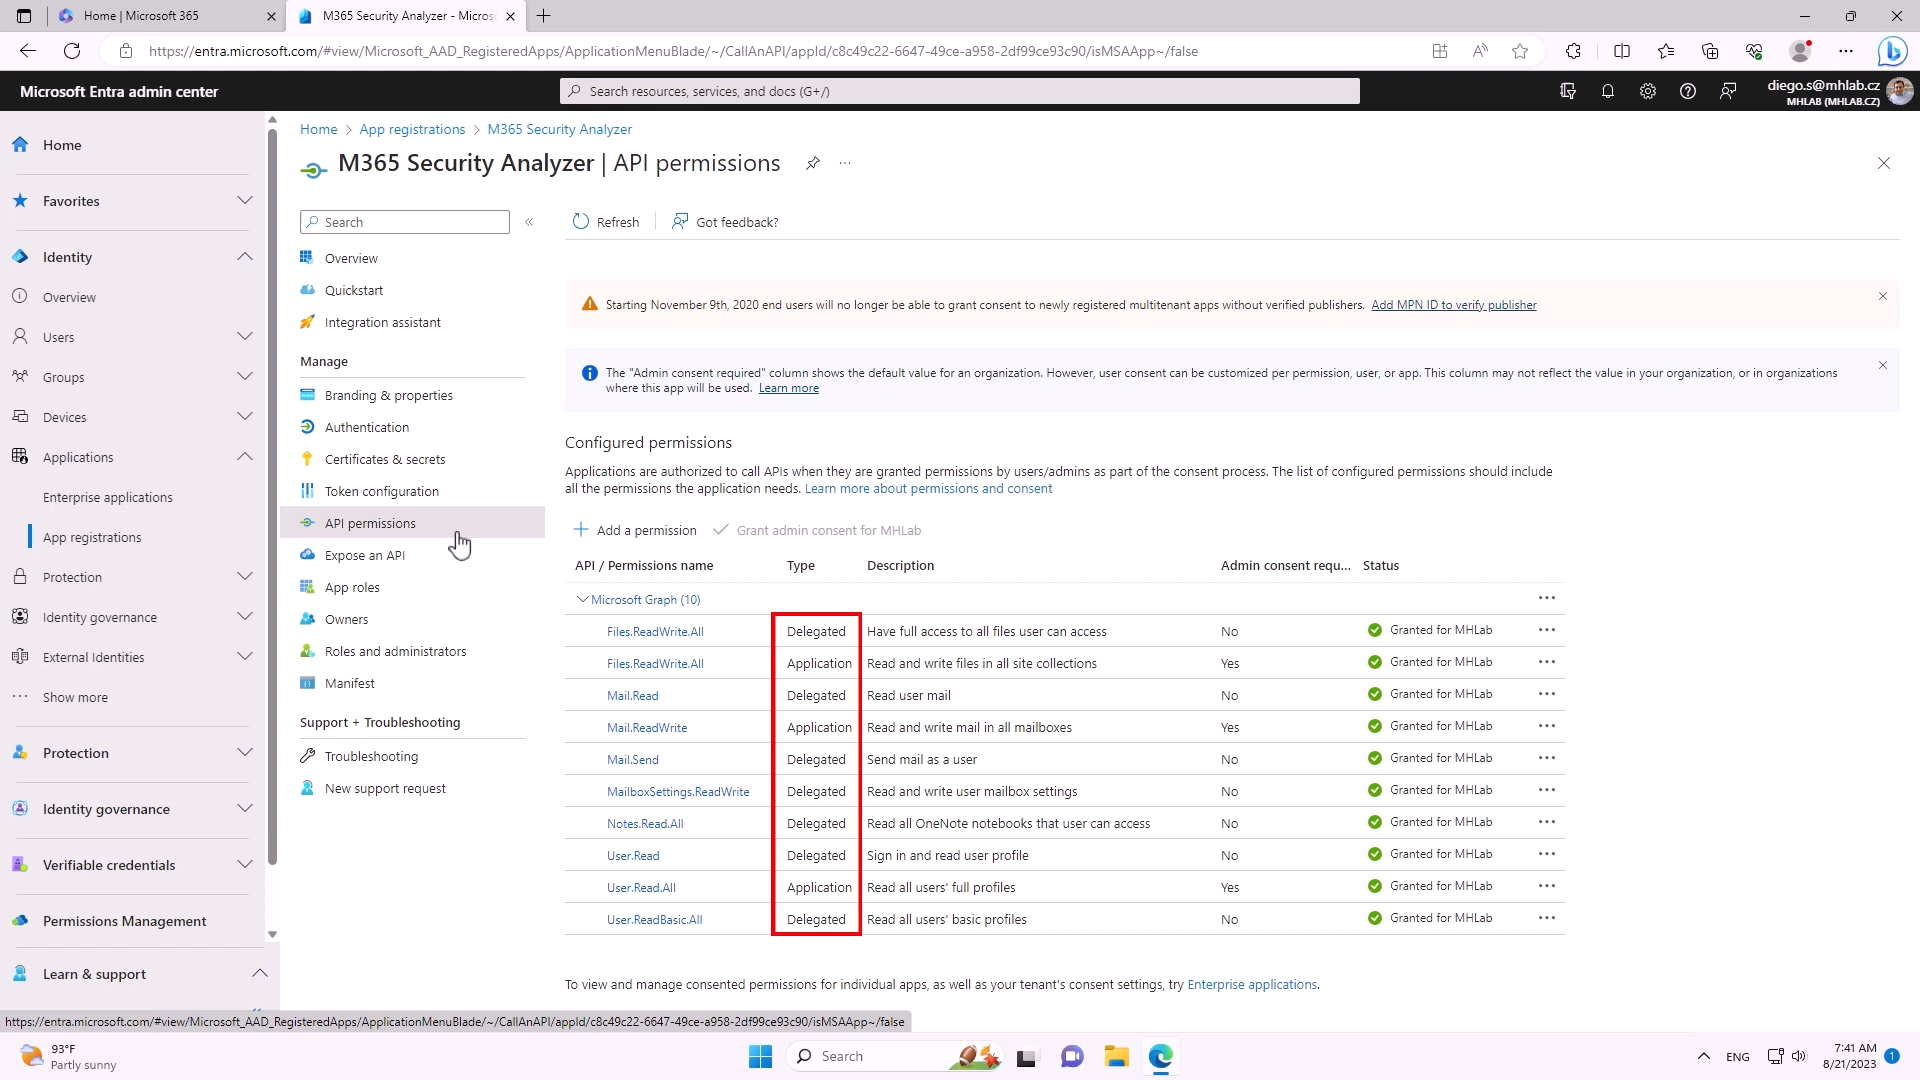 Home | Microsoft 365
M365 Security Analyzer - Micros
https://entra.microsoft.com/#view/Microsoft_AAD_RegisteredApps/ApplicationMenuBlade/~/CallAnAPI/appId/c8c49c22-6647-49ce-a958-2df99ce93c90/isMSAApp~/false
Microsoft Entra admin center
Search resources, services, and docs (G+/)
diego.s@mhlab.cz
MHLAB (MHLAB.CZ)
Home
Favorites
Identity
Overview
Users
Groups
Devices
Applications
Enterprise applications
App registrations
Protection
Identity governance
External Identities
Show more
Protection
Identity governance
Verifiable credentials
Permissions Management
Learn & support
Home > App registrations > M365 Security Analyzer
M365 Security Analyzer | API permissions
Search
Overview
Quickstart
Integration assistant
Manage
Branding & properties
Authentication
Certificates & secrets
Token configuration
API permissions
Expose an API
App roles
Owners
Roles and administrators
Manifest
Support + Troubleshooting
Troubleshooting
New support request
Refresh
Got feedback?
Starting November 9th, 2020 end users will no longer be able to grant consent to newly registered multitenant apps without verified publishers. Add MPN ID to verify publisher
The "Admin consent required" column shows the default value for an organization. However, user consent can be customized per permission, user, or app. This column may not reflect the value in your organization, or in organizations
where this app will be used. Learn more
Configured permissions
Applications are authorized to call APIs when they are granted permissions by users/admins as part of the consent process. The list of configured permissions should include
all the permissions the application needs. Learn more about permissions and consent
Add a permission Grant admin consent for MHLab
API / Permissions name Type Description Admin consent requ... Status
Microsoft Graph (10)
Files.ReadWrite.All Delegated Have full access to all files user can access No Granted for MHLab
Files.ReadWrite.All Application Read and write files in all site collections Yes Granted for MHLab
Mail.Read Delegated Read user mail No Granted for MHLab
Mail.ReadWrite Application Read and write mail in all mailboxes Yes Granted for MHLab
Mail.Send Delegated Send mail as a user No Granted for MHLab
MailboxSettings.ReadWrite Delegated Read and write user mailbox settings No Granted for MHLab
Notes.Read.All Delegated Read all OneNote notebooks that user can access No Granted for MHLab
User.Read Delegated Sign in and read user profile No Granted for MHLab
User.Read.All Application Read all users' full profiles Yes Granted for MHLab
User.ReadBasic.All Delegated Read all users' basic profiles No Granted for MHLab
To view and manage consented permissions for individual apps, as well as your tenant's consent settings, try Enterprise applications.
https://entra.microsoft.com/#view/Microsoft_AAD_RegisteredApps/ApplicationMenuBlade/~/CallAnAPI/appId/c8c49c22-6647-49ce-a958-2df99ce93c90/isMSAApp~/false
93°F
Partly sunny
Search
ENG
7:41 AM
8/21/2023
1